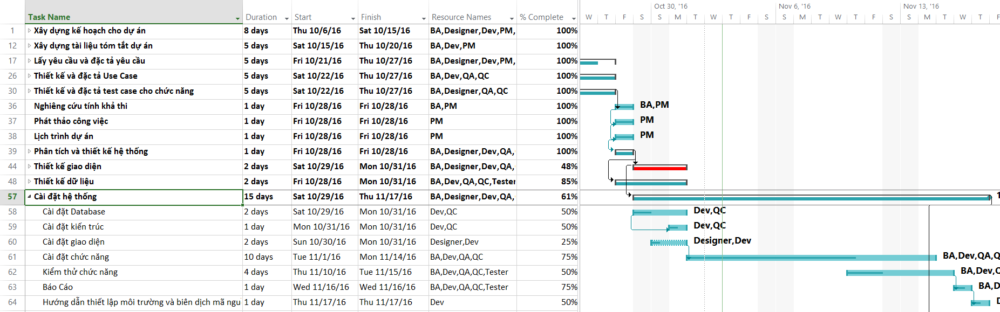 Oct 30, '16 Nov 6, '16 Nov 13, '16
Task Name Duration Start Finish Resource Names % Complete W T F S S M T W T F S S M T W T F S S M T W T F
1 Xây dựng kế hoạch cho dự án 8 days Thu 10/6/16 Sat 10/15/16 BA,Designer,Dev,PM, 100%
12 Xây dựng tài liệu tóm tắt dự án 5 days Sat 10/15/16 Thu 10/20/16 BA,Dev,PM 100%
17 Lấy yêu cầu và đặc tả yêu cầu 5 days Fri 10/21/16 Thu 10/27/16 BA,Designer,Dev,PM, 100%
26 Thiết kế và đặc tả Use Case 5 days Sat 10/22/16 Thu 10/27/16 BA,Dev,QA,QC 100%
30 Thiết kế và đặc tả test case cho chức năng 5 days Sat 10/22/16 Thu 10/27/16 BA,Designer,QA,QC 100%
36 Nghiêng cứu tính khả thi 1 day Fri 10/28/16 Fri 10/28/16 BA,PM 100% BA,PM
37 Phát thảo công việc 1 day Fri 10/28/16 Fri 10/28/16 PM 100% PM
38 Lịch trình dự án 1 day Fri 10/28/16 Fri 10/28/16 PM 100% PM
39 Phân tích và thiết kế hệ thống 1 day Fri 10/28/16 Fri 10/28/16 BA,Designer,Dev,QA, 100%
44 Thiết kế giao diện 2 days Sat 10/29/16 Mon 10/31/16 BA,Designer,Dev,QA, 48%
48 Thiết kế dữ liệu 2 days Fri 10/28/16 Mon 10/31/16 BA,Dev,QA,QC,Tester 85%
57 Cài đặt hệ thống 15 days Sat 10/29/16 Thu 11/17/16 BA,Designer,Dev,QA, 61% 1
58 Cài đặt Database 2 days Sat 10/29/16 Mon 10/31/16 Dev,QC 50% Dev,QC
59 Cài đặt kiến trúc 1 day Mon 10/31/16 Mon 10/31/16 Dev,QC 50% Dev,QC
60 Cài đặt giao diện 2 days Sun 10/30/16 Mon 10/31/16 Designer,Dev 25% Designer,Dev
61 Cài đặt chức năng 10 days Tue 11/1/16 Mon 11/14/16 BA,Dev,QA,QC 75% BA,Dev,QA,Q
62 Kiểm thử chức năng 4 days Thu 11/10/16 Tue 11/15/16 BA,Dev,QA,QC,Tester 50% BA,Dev,Q
63 Báo Cáo 1 day Wed 11/16/16 Wed 11/16/16 BA,Dev,QA,QC,Tester 75% BA,D
64 Hướng dẫn thiết lập môi trường và biên dịch mã ngu 1 day Thu 11/17/16 Thu 11/17/16 Dev 50% D